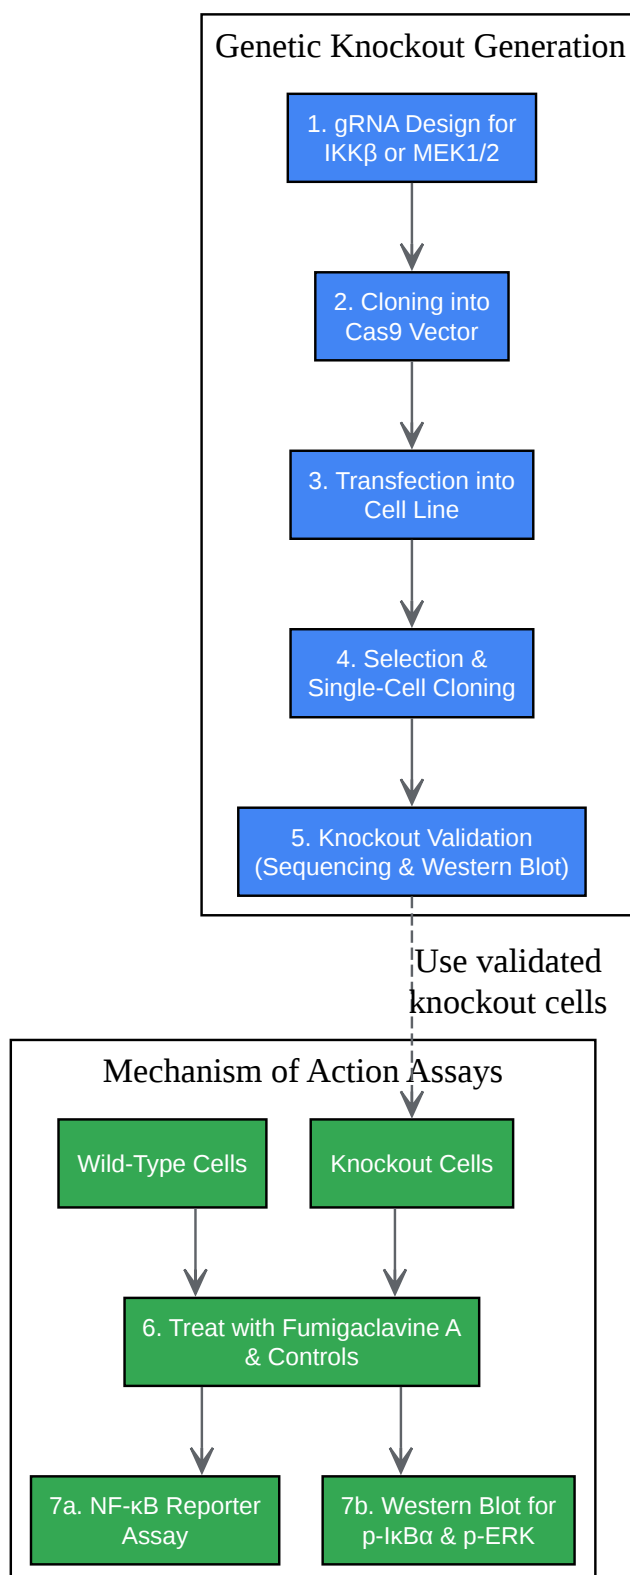 Genetic Knockout Generation
1. gRNA Design for
IKKβ or MEK1/2
2. Cloning into
Cas9 Vector
3. Transfection into
Cell Line
4. Selection &
Single-Cell Cloning
5. Knockout Validation
(Sequencing & Western Blot)
Use validated
knockout cells
Mechanism of Action Assays
Wild-Type Cells
Knockout Cells
6. Treat with Fumigaclavine A
& Controls
7a. NF-κB Reporter
Assay
7b. Western Blot for
p-IκBα & p-ERK